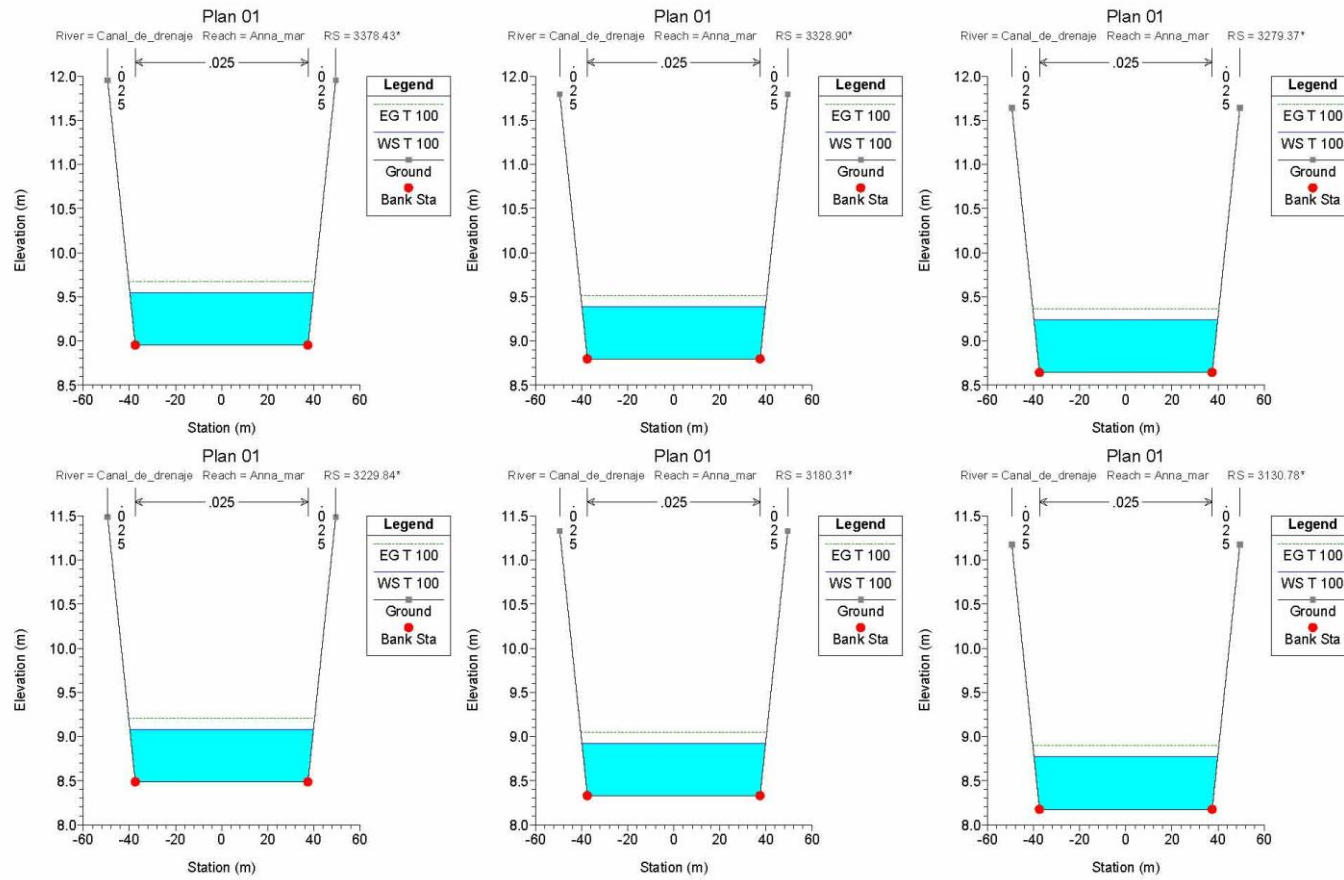 Plan 01
River = Canal_de_drenaje Reach = Anna_mar RS = 3378.43*
.025
.025
.025
12.0
11.5
11.0
10.5
10.0
9.5
9.0
8.5
Elevation (m)
-60 -40 -20 0 20 40 60
Station (m)
Legend
EG T 100
WS T 100
Ground
Bank Sta
Plan 01
River = Canal_de_drenaje Reach = Anna_mar RS = 3328.90*
.025
.025
.025
12.0
11.5
11.0
10.5
10.0
9.5
9.0
8.5
Elevation (m)
-60 -40 -20 0 20 40 60
Station (m)
Legend
EG T 100
WS T 100
Ground
Bank Sta
Plan 01
River = Canal_de_drenaje Reach = Anna_mar RS = 3279.37*
.025
.025
.025
12.0
11.5
11.0
10.5
10.0
9.5
9.0
8.5
Elevation (m)
-60 -40 -20 0 20 40 60
Station (m)
Legend
EG T 100
WS T 100
Ground
Bank Sta
Plan 01
River = Canal_de_drenaje Reach = Anna_mar RS = 3229.84*
.025
.025
.025
11.5
11.0
10.5
10.0
9.5
9.0
8.5
8.0
Elevation (m)
-60 -40 -20 0 20 40 60
Station (m)
Legend
EG T 100
WS T 100
Ground
Bank Sta
Plan 01
River = Canal_de_drenaje Reach = Anna_mar RS = 3180.31*
.025
.025
.025
11.5
11.0
10.5
10.0
9.5
9.0
8.5
8.0
Elevation (m)
-60 -40 -20 0 20 40 60
Station (m)
Legend
EG T 100
WS T 100
Ground
Bank Sta
Plan 01
River = Canal_de_drenaje Reach = Anna_mar RS = 3130.78*
.025
.025
.025
11.5
11.0
10.5
10.0
9.5
9.0
8.5
8.0
Elevation (m)
-60 -40 -20 0 20 40 60
Station (m)
Legend
EG T 100
WS T 100
Ground
Bank Sta